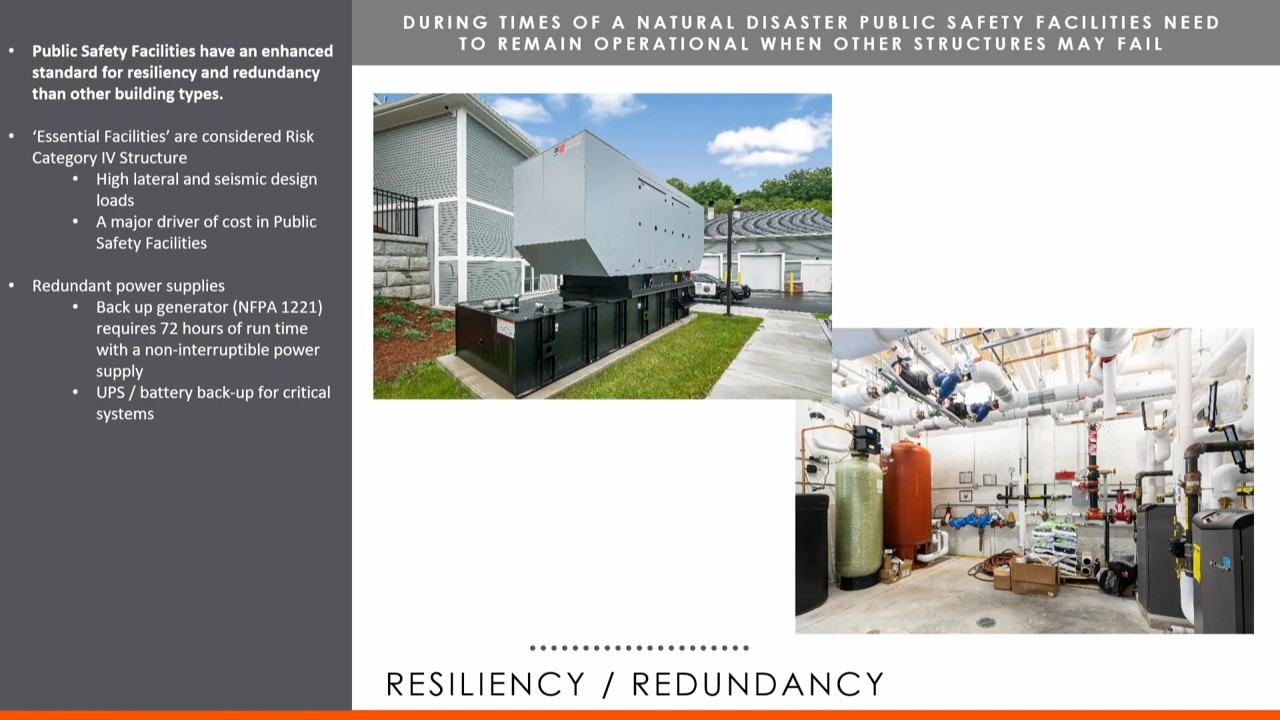 DURING TIMES OF A NATURAL DISASTER PUBLIC SAFETY FACILITIES NEED
TO REMAIN OPERATIONAL WHEN OTHER STRUCTURES MAY FAIL
• Public Safety Facilities have an enhanced
standard for resiliency and redundancy
than other building types.
• ‘Essential Facilities’ are considered Risk
Category IV Structure
• High lateral and seismic design
loads
• A major driver of cost in Public
Safety Facilities
• Redundant power supplies
• Back up generator (NFPA 1221)
requires 72 hours of run time
with a non-interruptible power
supply
• UPS / battery back-up for critical
systems
RESILIENCY / REDUNDANCY